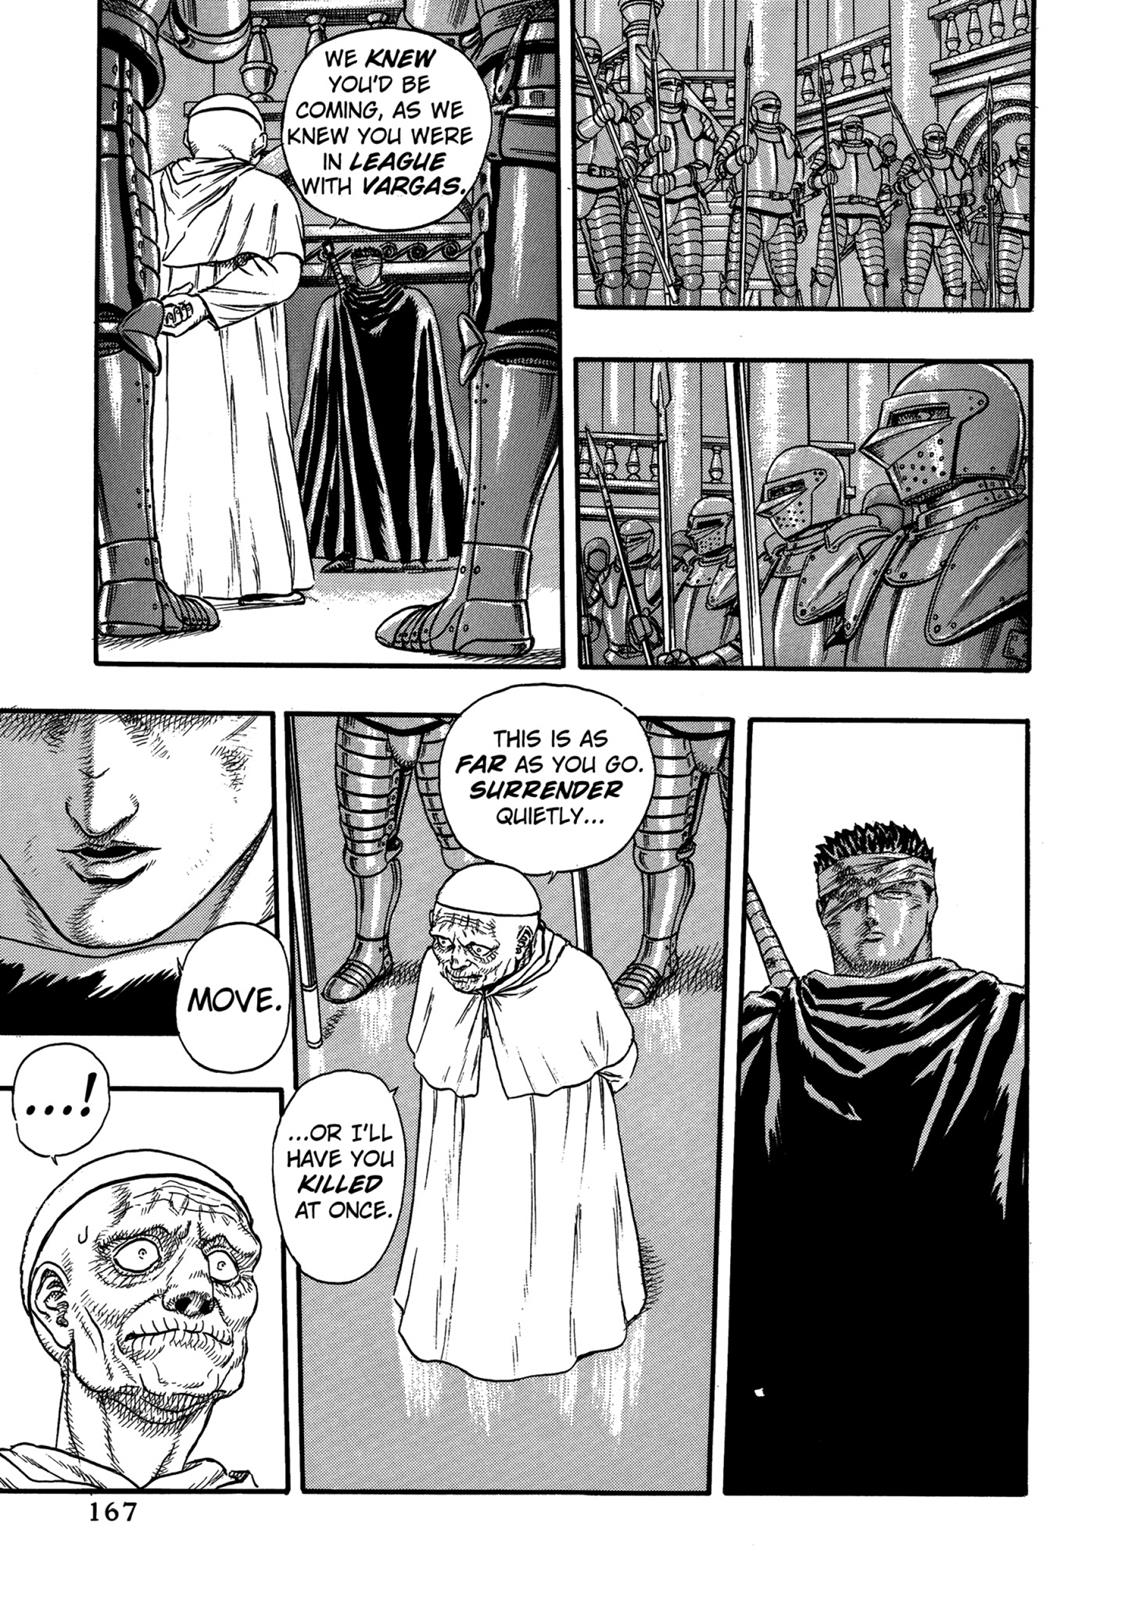 WE KNEW
YOU'D BE
COMING, AS WE
KNEW YOU WERE
IN LEAGUE
WITH VARGAS.
THIS IS AS
FAR AS YOU GO.
SURRENDER
QUIETLY...
...OR I'LL
HAVE YOU
KILLED
AT ONCE.
MOVE.
...!
167